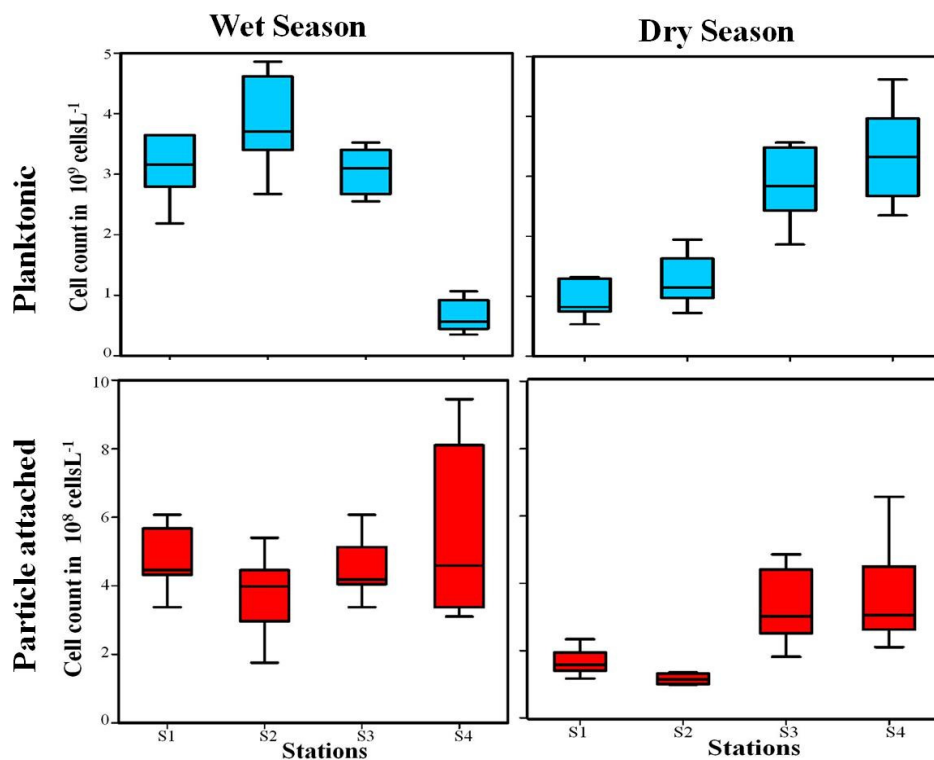 Wet Season
Dry Season
Planktonic
Cell count in 10⁹ cellsL⁻¹
5
4
3
2
1
0
Particle attached
Cell count in 10⁸ cellsL⁻¹
10
8
6
4
2
0
S1 S2 S3 S4
Stations
S1 S2 S3 S4
Stations